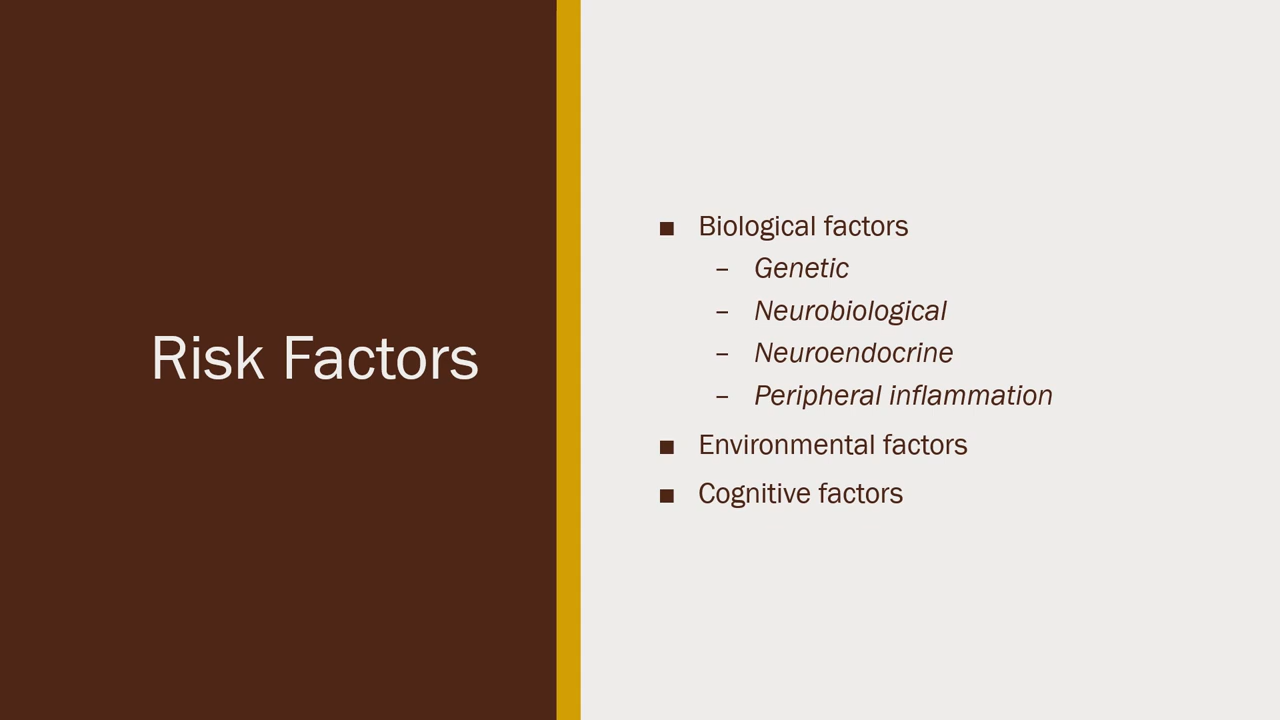 Risk Factors
■ Biological factors
– Genetic
– Neurobiological
– Neuroendocrine
– Peripheral inflammation
■ Environmental factors
■ Cognitive factors